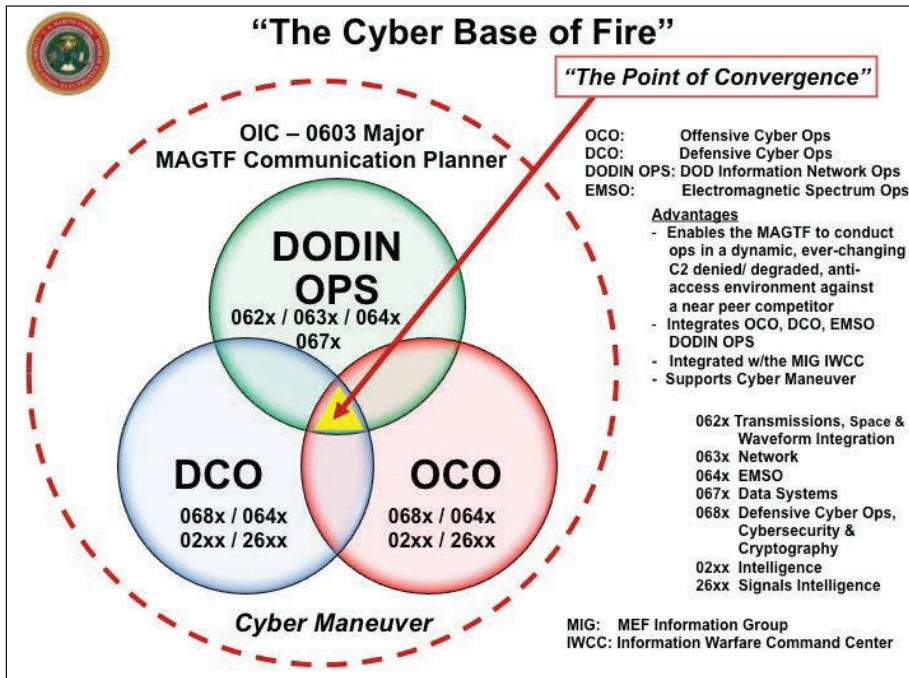 “The Cyber Base of Fire”
“The Point of Convergence”
OIC – 0603 Major
MAGTF Communication Planner
DODIN
OPS
062x / 063x / 064x
067x
DCO
068x / 064x
02xx / 26xx
OCO
068x / 064x
02xx / 26xx
Cyber Maneuver
OCO: Offensive Cyber Ops
DCO: Defensive Cyber Ops
DODIN OPS: DOD Information Network Ops
EMSO: Electromagnetic Spectrum Ops
Advantages
- Enables the MAGTF to conduct
ops in a dynamic, ever-changing
C2 denied/ degraded, anti-
access environment against
a near peer competitor
- Integrates OCO, DCO, EMSO
DODIN OPS
- Integrated w/the MIG IWCC
- Supports Cyber Maneuver
062x Transmissions, Space &
Waveform Integration
063x Network
064x EMSO
067x Data Systems
068x Defensive Cyber Ops,
Cybersecurity &
Cryptography
02xx Intelligence
26xx Signals Intelligence
MIG: MEF Information Group
IWCC: Information Warfare Command Center